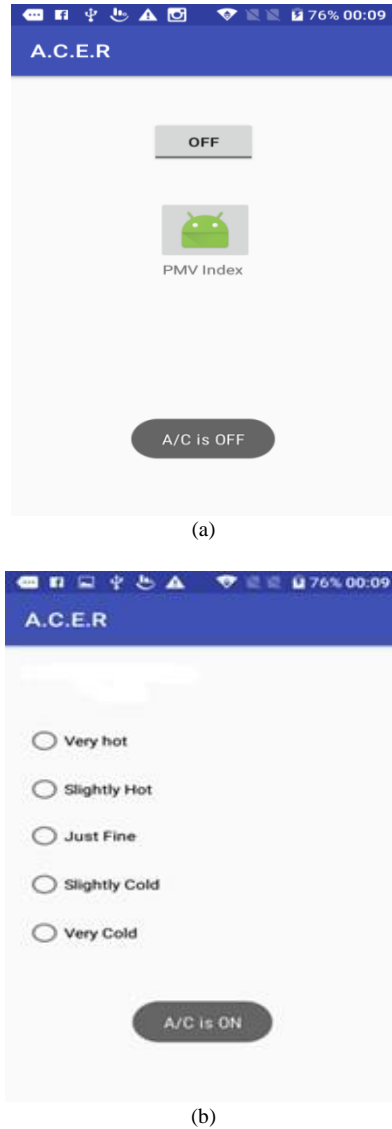 76% 00:09
A.C.E.R
OFF
PMV Index
A/C is OFF
(a)
76% 00:09
A.C.E.R
Very hot
Slightly Hot
Just Fine
Slightly Cold
Very Cold
A/C is ON
(b)